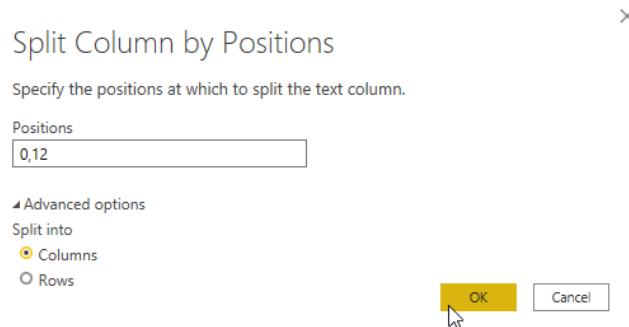 Split Column by Positions
Specify the positions at which to split the text column.
Positions
0,12
Advanced options
Split into
Columns
Rows
OK
Cancel